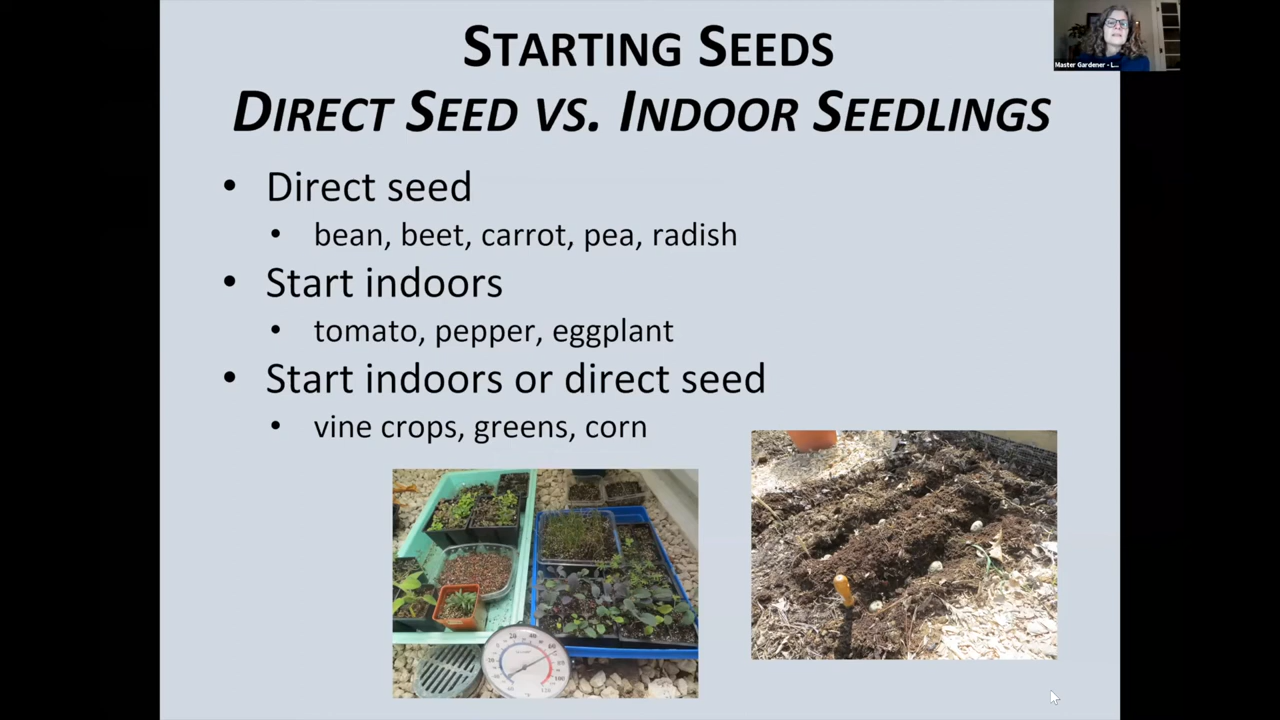 STARTING SEEDS
DIRECT SEED VS. INDOOR SEEDLINGS
• Direct seed
• bean, beet, carrot, pea, radish
• Start indoors
• tomato, pepper, eggplant
• Start indoors or direct seed
• vine crops, greens, corn
Master Gardener - L...